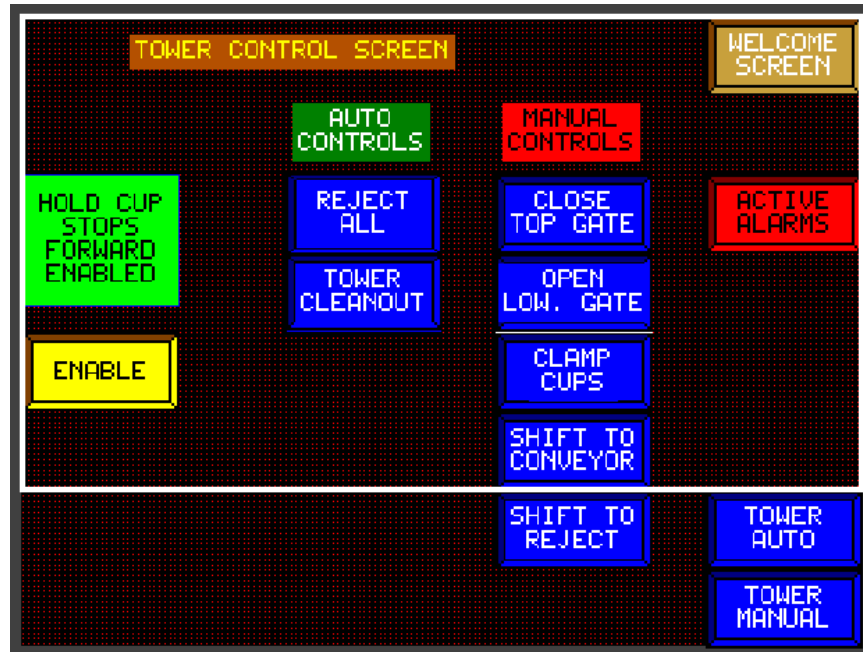 TOWER CONTROL SCREEN
WELCOME
SCREEN
AUTO
CONTROLS
MANUAL
CONTROLS
HOLD CUP
STOPS
FORWARD
ENABLED
REJECT
ALL
CLOSE
TOP GATE
ACTIVE
ALARMS
TOWER
CLEANOUT
OPEN
LOW. GATE
ENABLE
CLAMP
CUPS
SHIFT TO
CONVEYOR
SHIFT TO
REJECT
TOWER
AUTO
TOWER
MANUAL